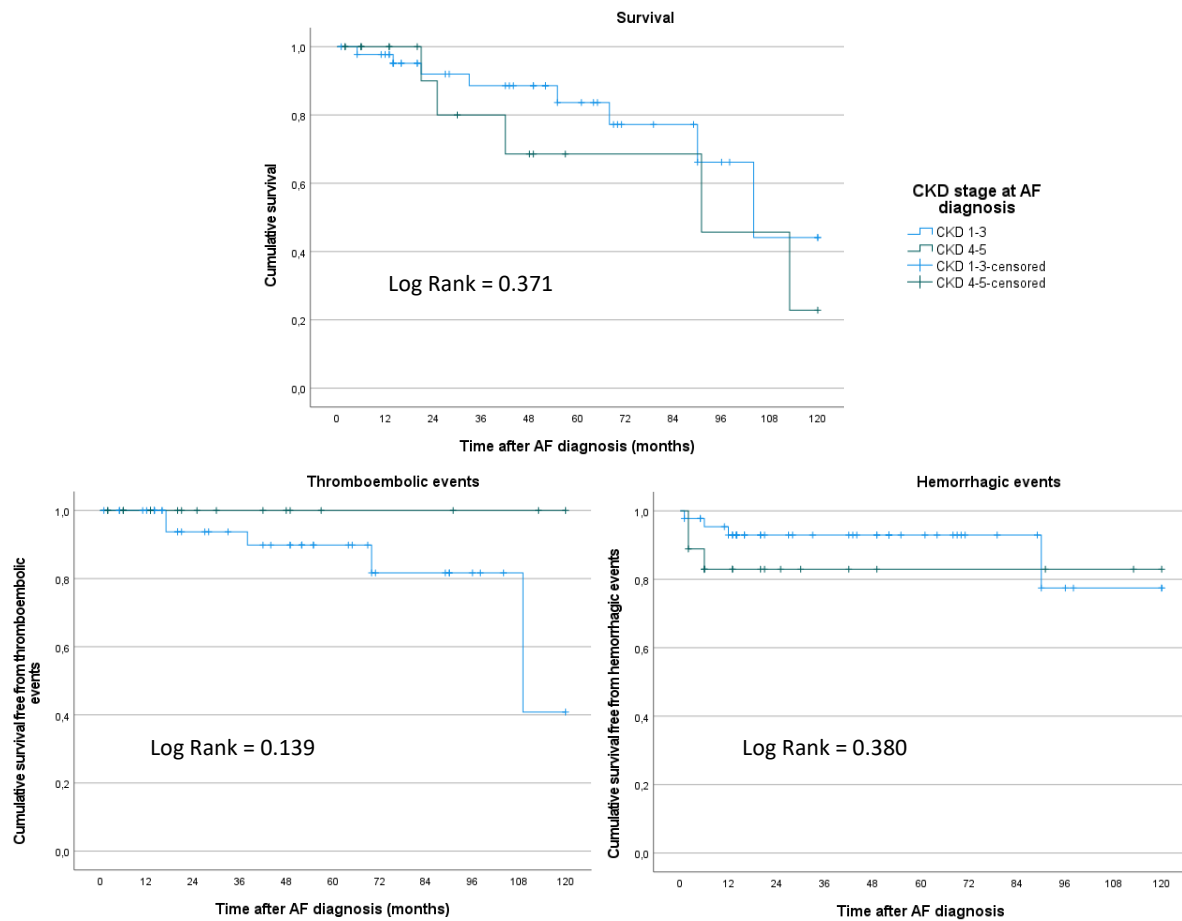 Survival
Cumulative survival
1,0
0,8
0,6
0,4
0,2
0,0
Log Rank = 0.371
0 12 24 36 48 60 72 84 96 108 120
Time after AF diagnosis (months)
CKD stage at AF
diagnosis
CKD 1-3
CKD 4-5
CKD 1-3-censored
CKD 4-5-censored
Thromboembolic events
Cumulative survival free from thromboembolic
events
1,0
0,8
0,6
0,4
0,2
0,0
Log Rank = 0.139
0 12 24 36 48 60 72 84 96 108 120
Time after AF diagnosis (months)
Hemorrhagic events
Cumulative survival free from hemorrhagic events
1,0
0,8
0,6
0,4
0,2
0,0
Log Rank = 0.380
0 12 24 36 48 60 72 84 96 108 120
Time after AF diagnosis